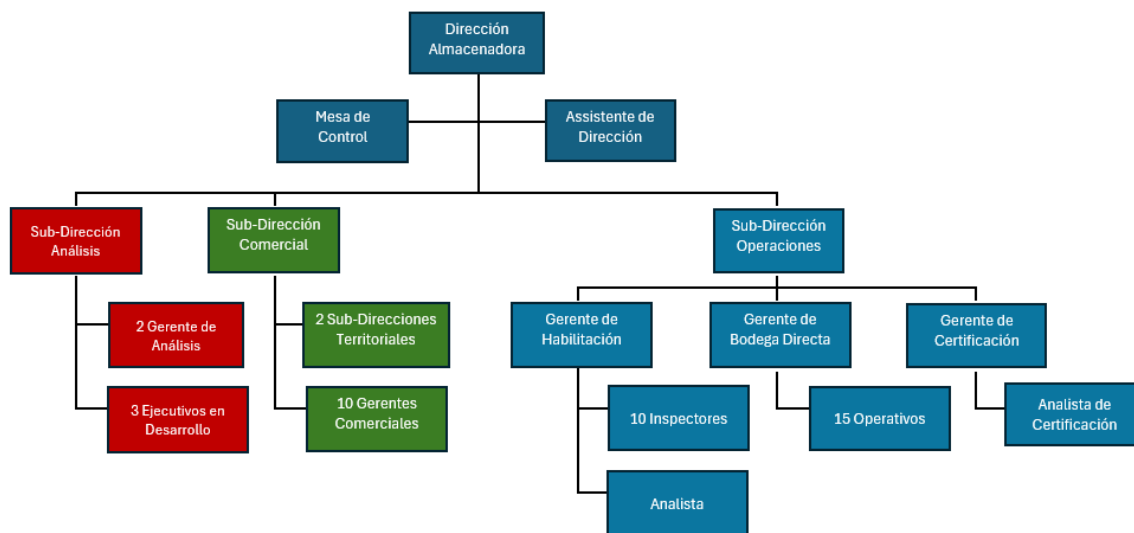 Dirección
Almacenadora
Mesa de
Control
Assistente de
Dirección
Sub-Dirección
Análisis
Sub-Dirección
Comercial
Sub-Dirección
Operaciones
2 Gerente de
Análisis
2 Sub-Direcciones
Territoriales
Gerente de
Habilitación
Gerente de
Bodega Directa
Gerente de
Certificación
3 Ejecutivos en
Desarrollo
10 Gerentes
Comerciales
10 Inspectores
15 Operativos
Analista de
Certificación
Analista